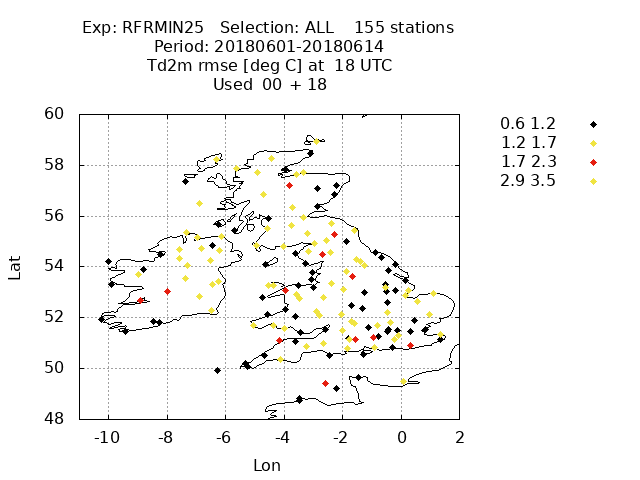 Exp: RFRMIN25 Selection: ALL 155 stations
Period: 20180601-20180614
Td2m rmse [deg C] at 18 UTC
Used 00 + 18
0.6 1.2
1.2 1.7
1.7 2.3
2.9 3.5
60
58
56
54
52
50
48
Lat
-10 -8 -6 -4 -2 0 2
Lon